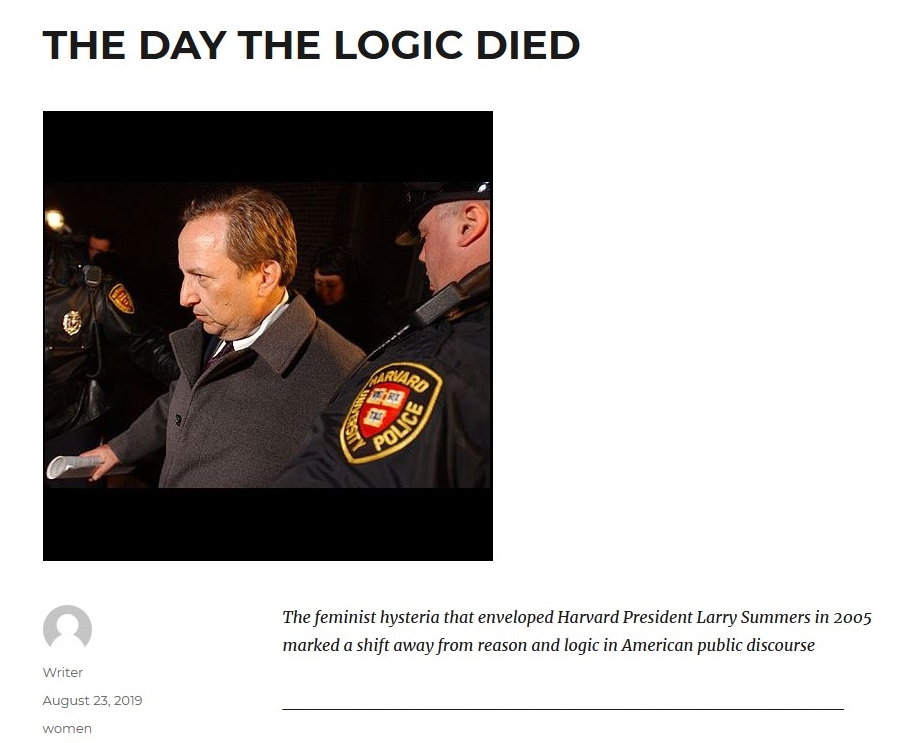 THE DAY THE LOGIC DIED
HARVARD
UNIVERSITY
POLICE
VE RI
TAS
Writer
August 23, 2019
women
The feminist hysteria that enveloped Harvard President Larry Summers in 2005
marked a shift away from reason and logic in American public discourse